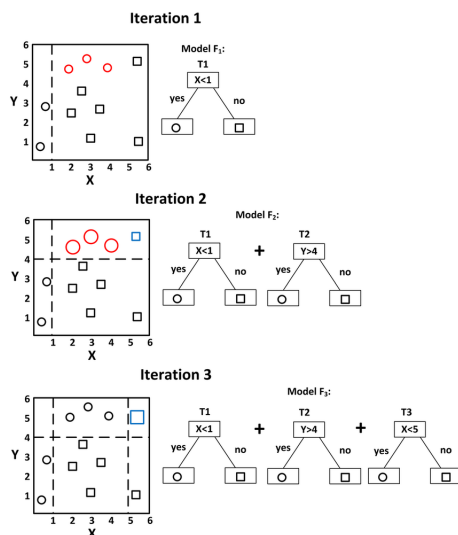 Iteration 1
Model F₁:
T1
X<1
yes no
6
5
4
Y
3
2
1
1 2 3 4 5 6
X
Iteration 2
Model F₂:
T1 + T2
X<1 Y>4
yes no yes no
6
5
4
Y
3
2
1
1 2 3 4 5 6
X
Iteration 3
Model F₃:
T1 + T2 + T3
X<1 Y>4 X<5
yes no yes no yes no
6
5
4
Y
3
2
1
1 2 3 4 5 6
X